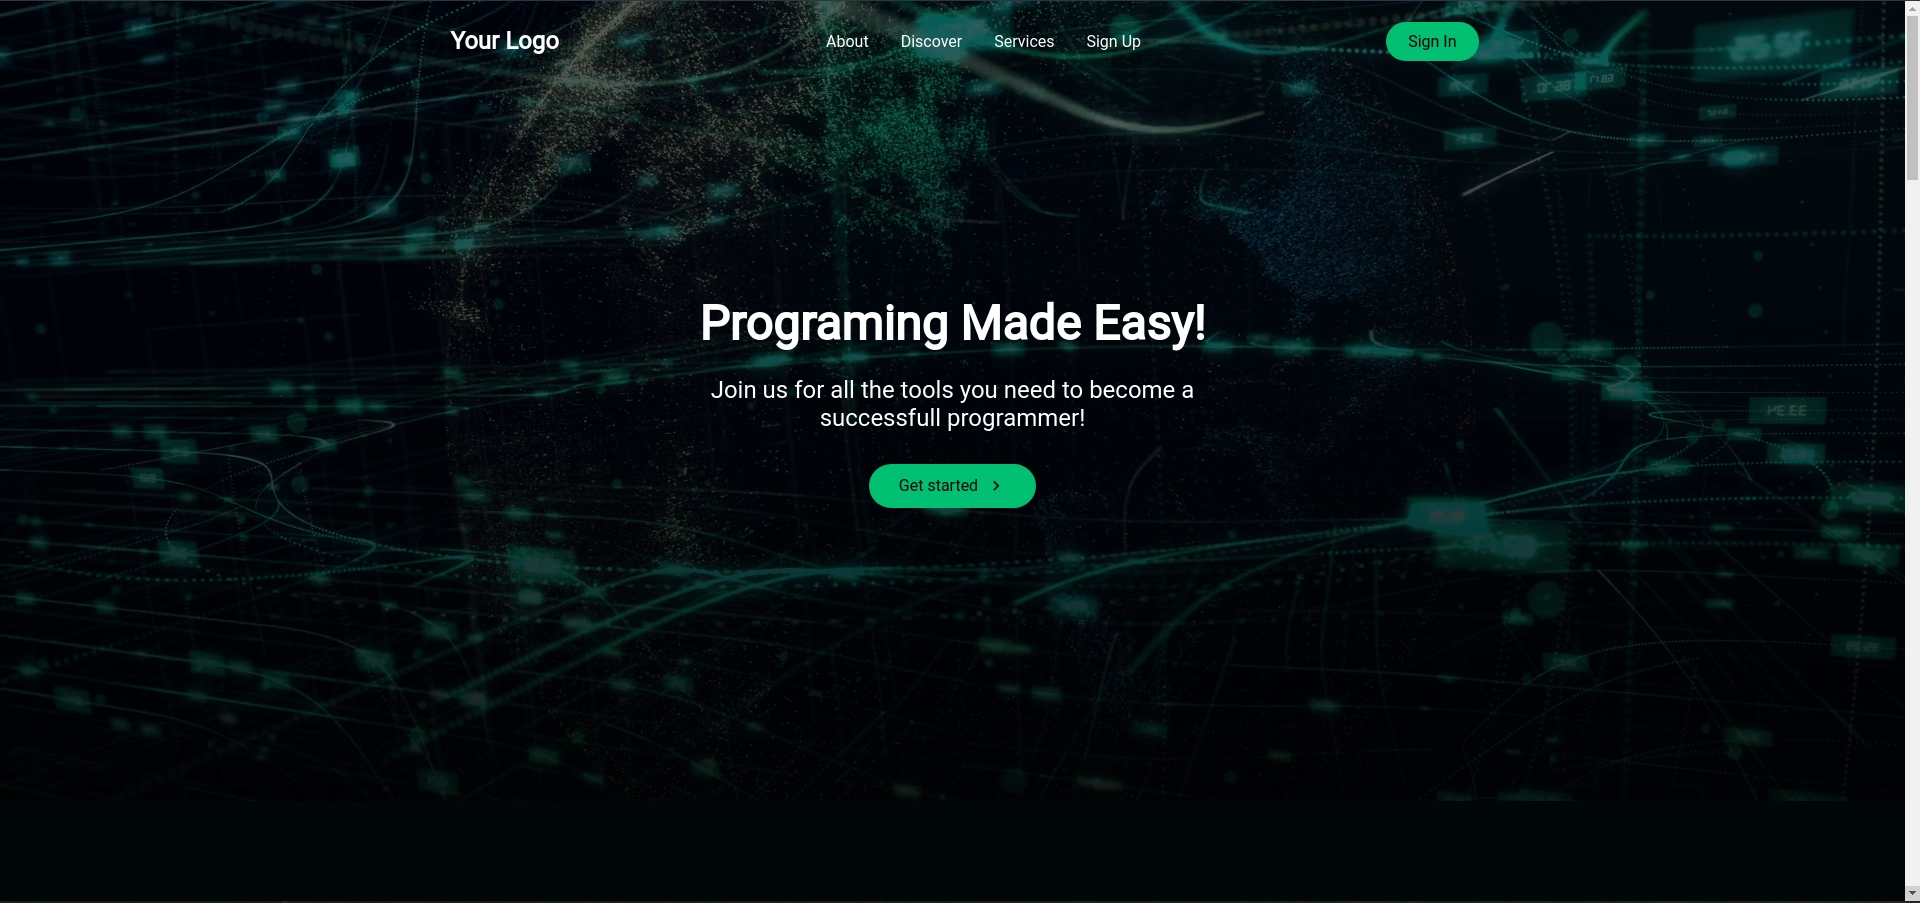 Your Logo
About Discover Services Sign Up
Sign In
Programing Made Easy!
Join us for all the tools you need to become a
successfull programmer!
Get started